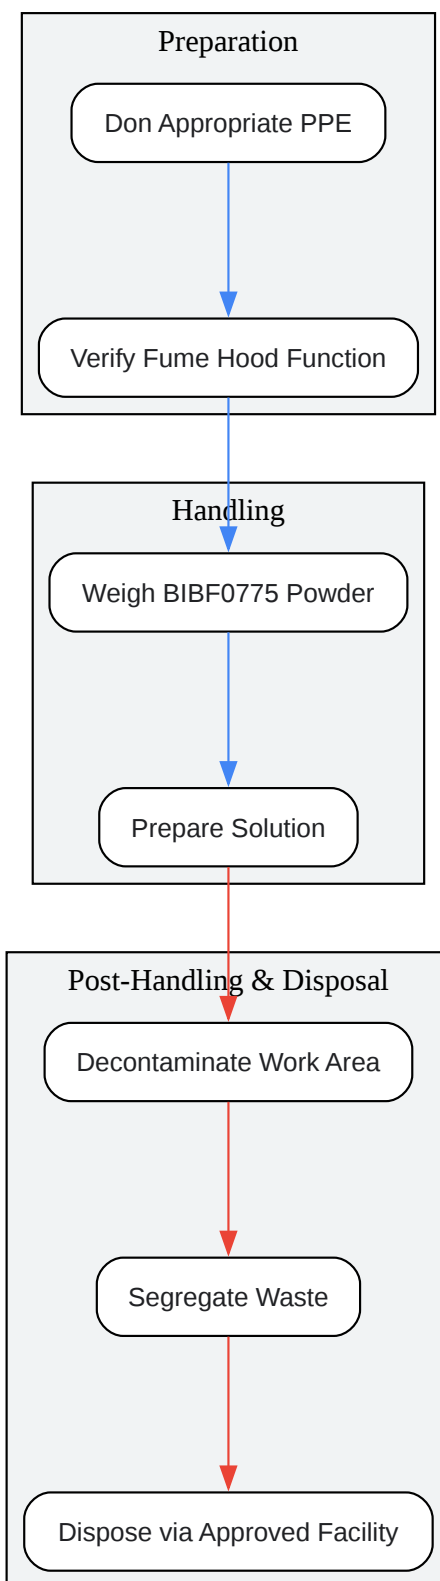 Preparation
Don Appropriate PPE
Verify Fume Hood Function
Handling
Weigh BIBF0775 Powder
Prepare Solution
Post-Handling & Disposal
Decontaminate Work Area
Segregate Waste
Dispose via Approved Facility